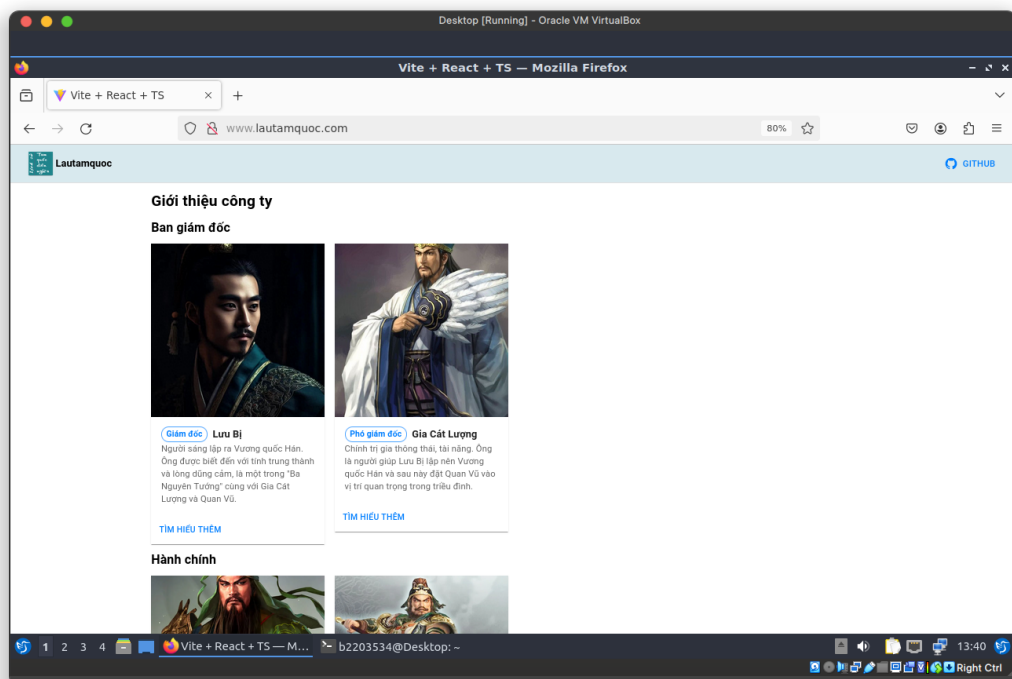 Desktop [Running] - Oracle VM VirtualBox
Vite + React + TS — Mozilla Firefox
Vite + React + TS
www.lautamquoc.com
80%
Lautamquoc
GITHUB
Giới thiệu công ty
Ban giám đốc
Giám đốc Lưu Bị
Người sáng lập ra Vương quốc Hán.
Ông được biết đến với tính trung thành
và lòng dũng cảm, là một trong "Ba
Nguyên Tướng" cùng với Gia Cát
Lượng và Quan Vũ.
TÌM HIỂU THÊM
Phó giám đốc Gia Cát Lượng
Chính trị gia thông thái, tài năng. Ông
là người giúp Lưu Bị lập nên Vương
quốc Hán và sau này đặt Quan Vũ vào
vị trí quan trọng trong triều đình.
TÌM HIỂU THÊM
Hành chính
1 2 3 4
Vite + React + TS — M...
b2203534@Desktop: ~
13:40
Right Ctrl